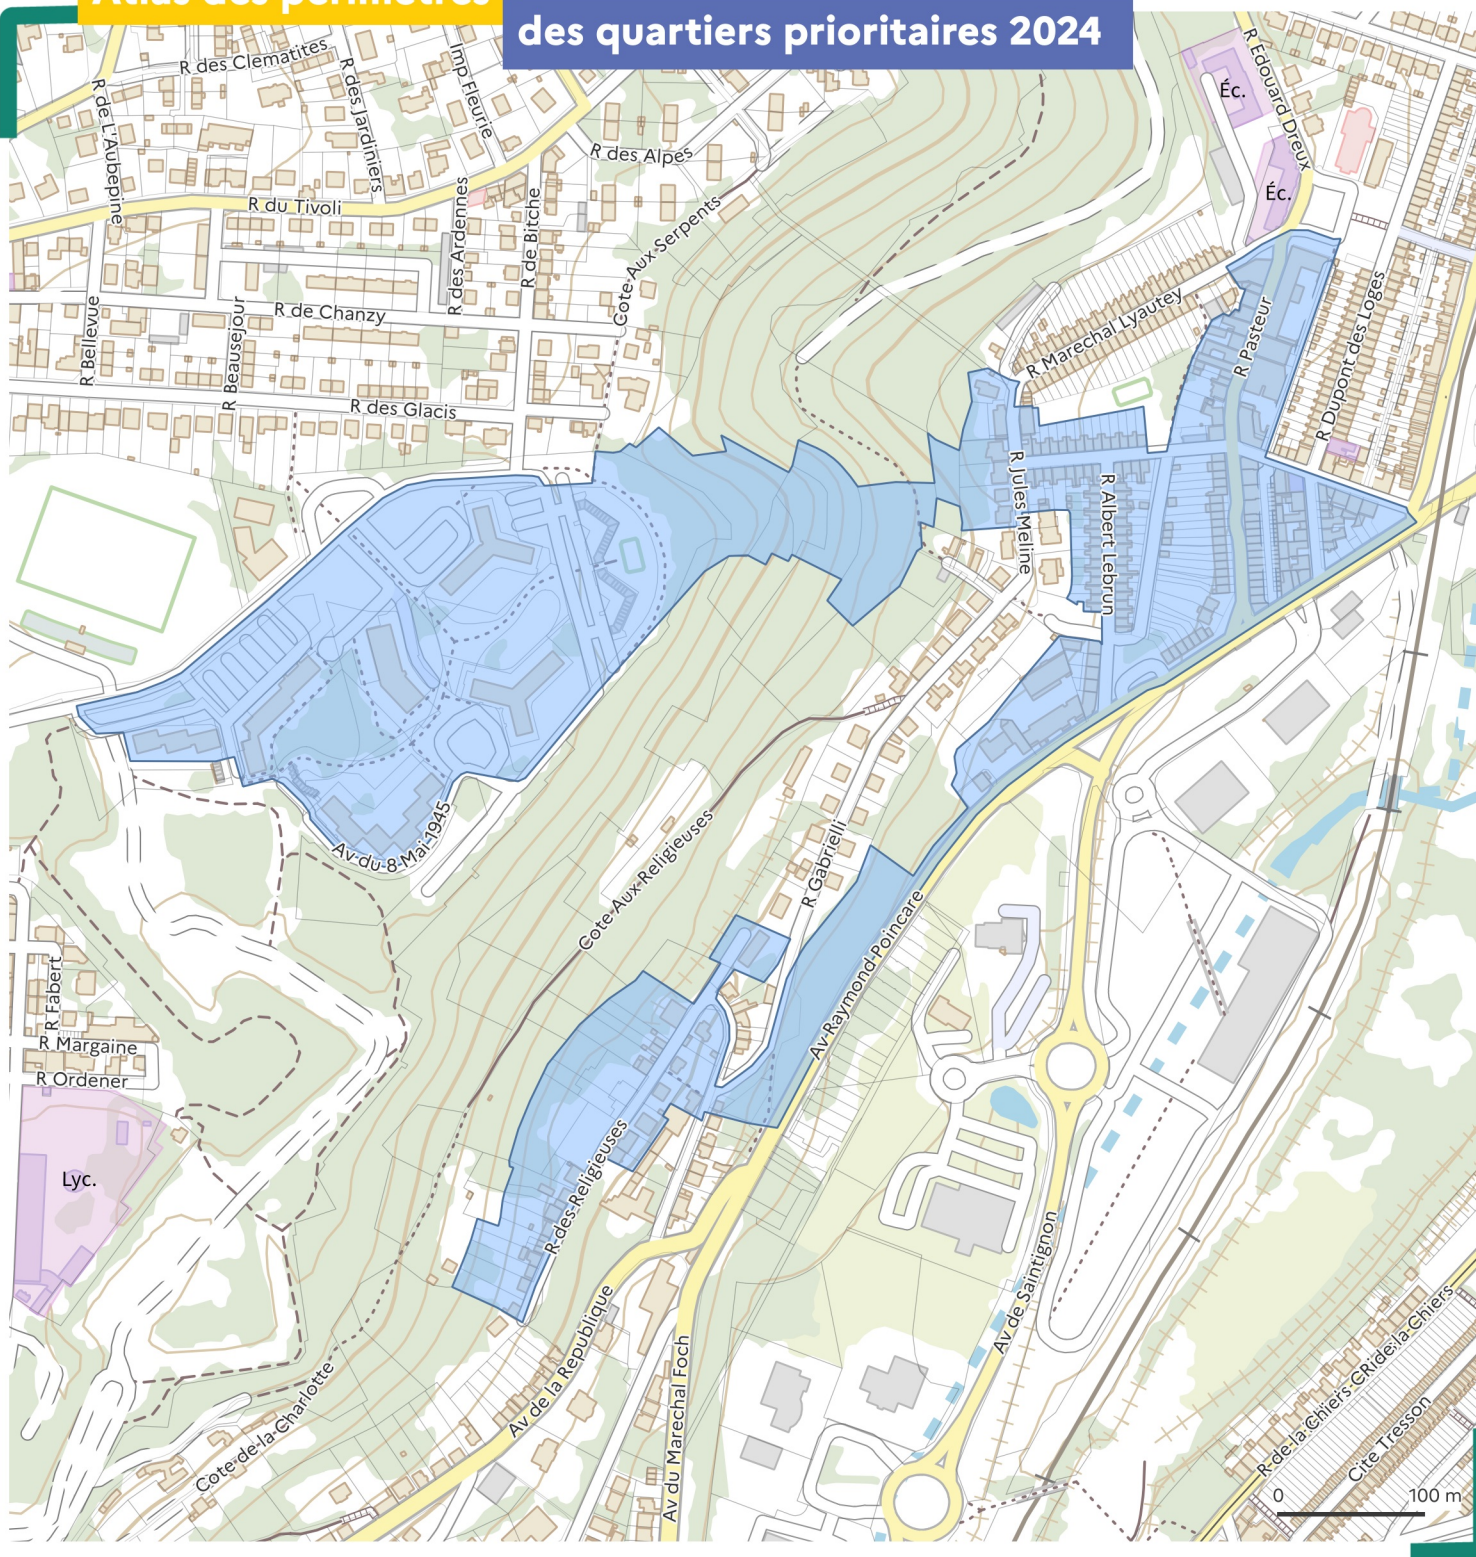 Atlas des périmètres
des quartiers prioritaires 2024
R des Clematites
R des Jardiniers
Imp Fleurie
R de L'Aubepine
R des Alpes
R Edouard Dreux
Éc.
Éc.
R du Tivoli
R des Ardennes
R de Bitche
Cote Aux Serpents
R de Chanzy
R Bellevue
R Beausejour
R des Glacis
R Marechal Lyautey
R Pasteur
R Dupont des Loges
R Jules Meline
R Albert Lebrun
Av du 8 Mai 1945
Cote Aux Religieuses
R Gabrielli
Av Raymond Poincare
R Fabert
R Margaine
R Ordener
Lyc.
R des Religieuses
Av de Saintignon
Av de la Republique
Av du Marechal Foch
Cote de la Charlotte
R de la Chiers
Cite Tresson
0
100 m